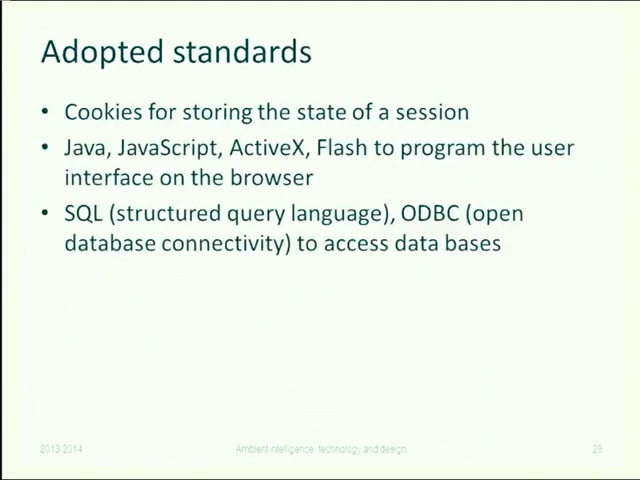 Adopted standards
• Cookies for storing the state of a session
• Java, JavaScript, ActiveX, Flash to program the user
interface on the browser
• SQL (structured query language), ODBC (open
database connectivity) to access data bases
2013 2014
Ambient intelligence: technology and design
28